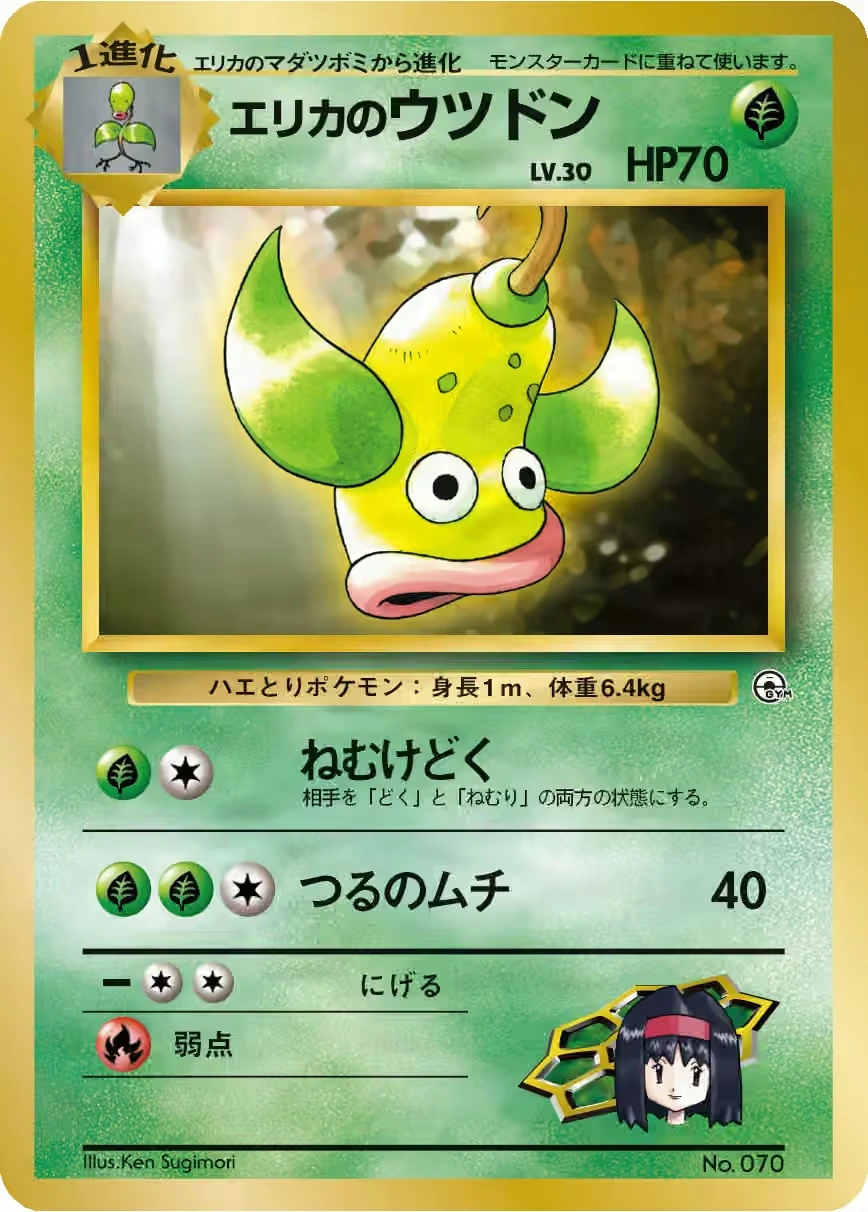 1進化
エリカのマダツボミから進化 モンスターカードに重ねて使います。
エリカのウツドン
LV.30 HP70
ハエとりポケモン：身長1m、体重6.4kg
GYM
ねむけどく
相手を「どく」と「ねむり」の両方の状態にする。
つるのムチ 40
にげる
弱点
Illus.Ken Sugimori No. 070